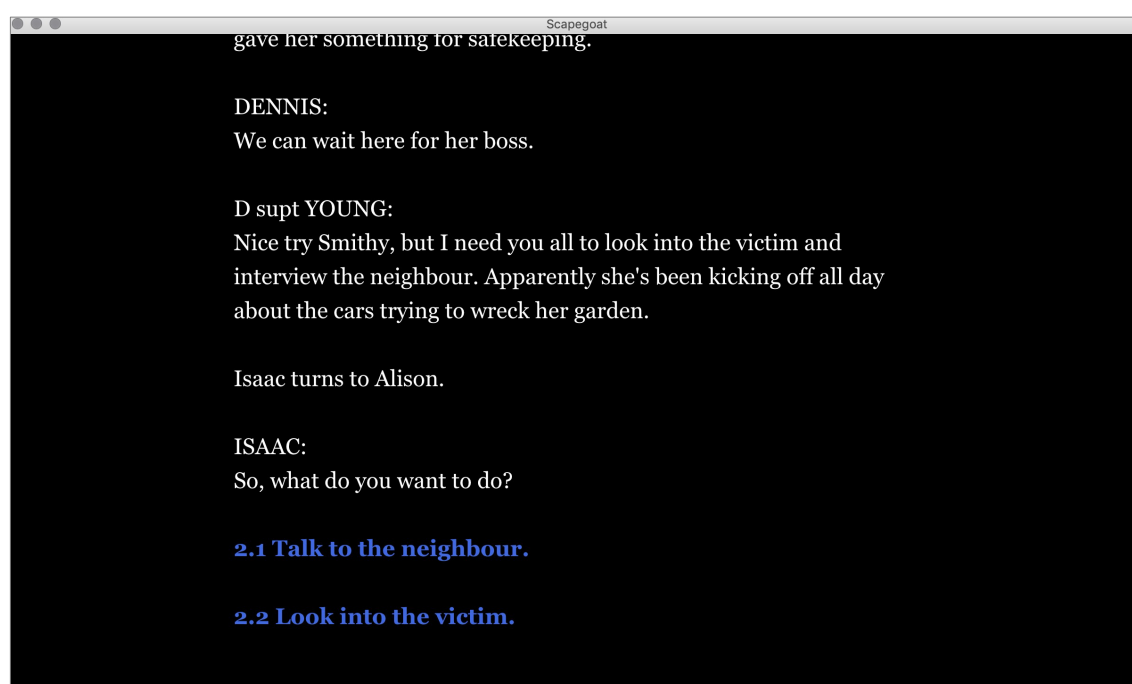 Scapegoat
gave her something for safekeeping.
DENNIS:
We can wait here for her boss.
D supt YOUNG:
Nice try Smithy, but I need you all to look into the victim and
interview the neighbour. Apparently she's been kicking off all day
about the cars trying to wreck her garden.
Isaac turns to Alison.
ISAAC:
So, what do you want to do?
2.1 Talk to the neighbour.
2.2 Look into the victim.